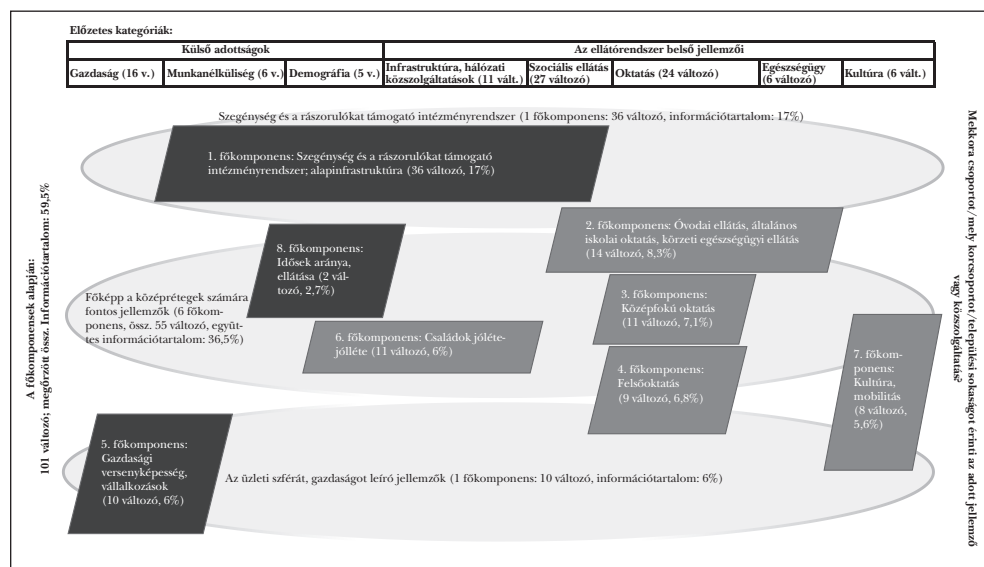 Előzetes kategóriák:
Külső adottságok
Az ellátórendszer belső jellemzői
Gazdaság (16 v.)
Munkanélküliség (6 v.)
Demográfia (5 v.)
Infrastruktúra, hálózati
közszolgáltatások (11 vált.)
Szociális ellátás
(27 változó)
Oktatás (24 változó)
Egészségügy
(6 változó)
Kultúra (6 vált.)
Szegénység és a rászorulókat támogató intézményrendszer (1 főkomponens: 36 változó, információtartalom: 17%)
1. főkomponens: Szegénység és a rászorulókat támogató
intézményrendszer; alapinfrastruktúra (36 változó, 17%)
2. főkomponens: Óvodai ellátás, általános
iskolai oktatás, körzeti egészségügyi ellátás
(14 változó, 8,3%)
8. főkomponens:
Idősek aránya,
ellátása (2 vál-
tozó, 2,7%)
Főképp a középrétegek számára
fontos jellemzők (6 főkom-
ponens, össz. 55 változó, együt-
tes információtartalom: 36,5%)
3. főkomponens:
Középfokú oktatás
(11 változó, 7,1%)
6. főkomponens: Családok jóléte-
jólléte (11 változó, 6%)
4. főkomponens:
Felsőoktatás
(9 változó, 6,8%)
7. főkom-
ponens:
Kultúra,
mobilitás
(8 változó,
5,6%)
5. főkomponens:
Gazdasági
versenyképesség,
vállalkozások
(10 változó, 6%)
Az üzleti szférát, gazdaságot leíró jellemzők (1 főkomponens: 10 változó, információtartalom: 6%)
A főkomponensek alapján:
101 változó; megőrzött össz. Információtartalom: 59,5%
Mekkora csoportot/mely korcsoportot/települési sokaságot érinti az adott jellemző
vagy közszolgáltatás?